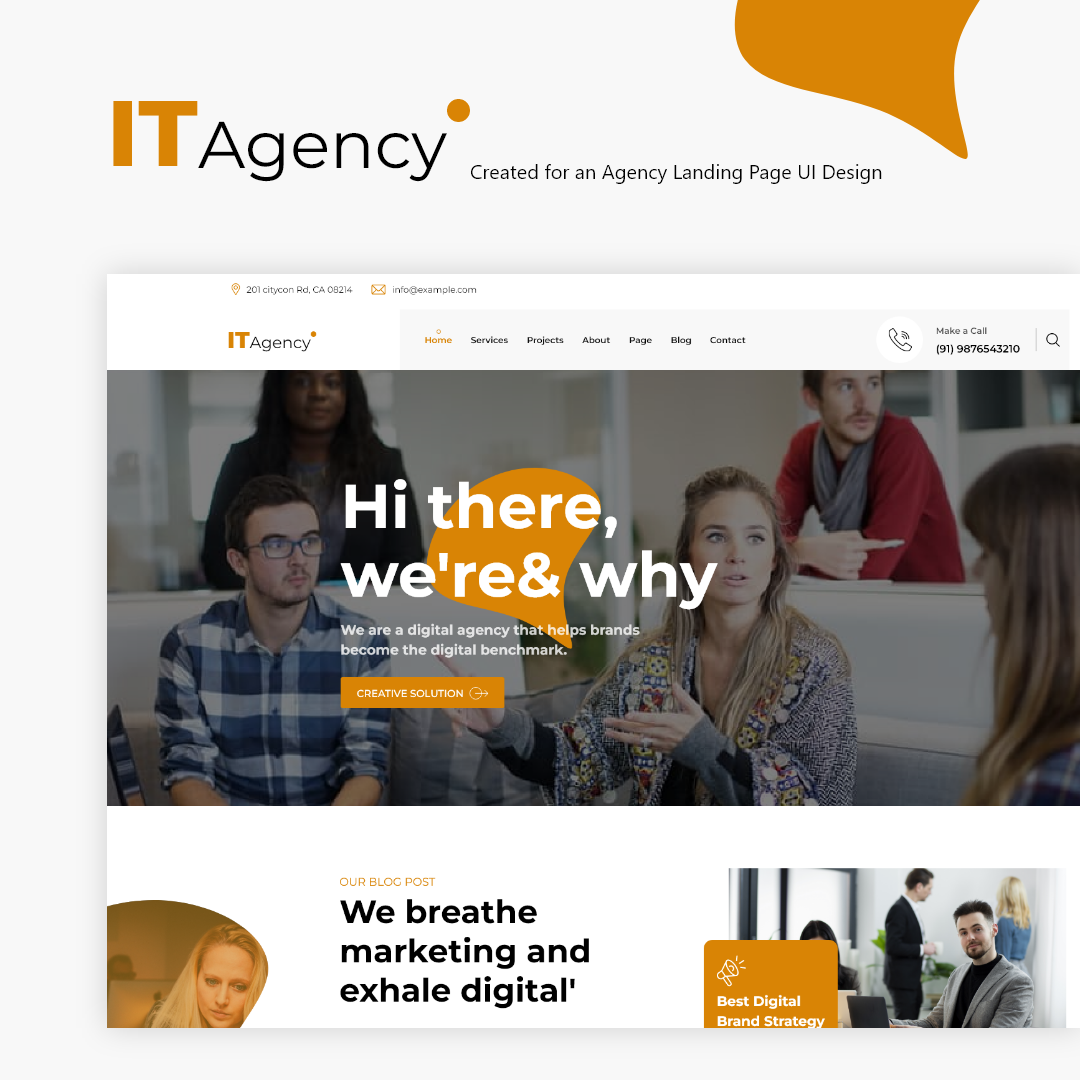 IT Agency
Created for an Agency Landing Page UI Design
201 citycon Rd, CA 08214 info@example.com
IT Agency
Home Services Projects About Page Blog Contact
Make a Call
(91) 9876543210
Hi there,
we're& why
We are a digital agency that helps brands
become the digital benchmark.
CREATIVE SOLUTION
OUR BLOG POST
We breathe
marketing and
exhale digital'
Best Digital
Brand Strategy